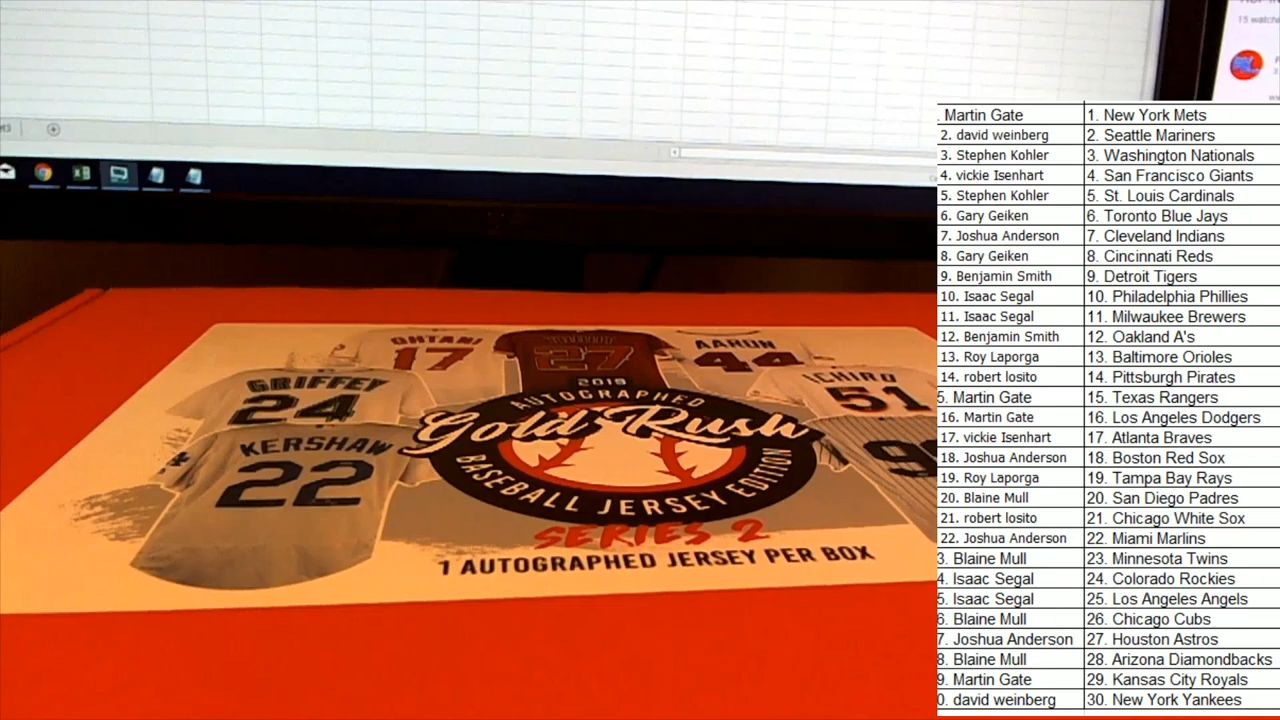 15 watche
. Martin Gate 1. New York Mets
2. david weinberg 2. Seattle Mariners
3. Stephen Kohler 3. Washington Nationals
4. vickie Isenhart 4. San Francisco Giants
5. Stephen Kohler 5. St. Louis Cardinals
6. Gary Geiken 6. Toronto Blue Jays
7. Joshua Anderson 7. Cleveland Indians
8. Gary Geiken 8. Cincinnati Reds
9. Benjamin Smith 9. Detroit Tigers
10. Isaac Segal 10. Philadelphia Phillies
11. Isaac Segal 11. Milwaukee Brewers
12. Benjamin Smith 12. Oakland A's
13. Roy Laporga 13. Baltimore Orioles
14. robert losito 14. Pittsburgh Pirates
5. Martin Gate 15. Texas Rangers
16. Martin Gate 16. Los Angeles Dodgers
17. vickie Isenhart 17. Atlanta Braves
18. Joshua Anderson 18. Boston Red Sox
19. Roy Laporga 19. Tampa Bay Rays
20. Blaine Mull 20. San Diego Padres
21. robert losito 21. Chicago White Sox
22. Joshua Anderson 22. Miami Marlins
3. Blaine Mull 23. Minnesota Twins
4. Isaac Segal 24. Colorado Rockies
5. Isaac Segal 25. Los Angeles Angels
6. Blaine Mull 26. Chicago Cubs
7. Joshua Anderson 27. Houston Astros
8. Blaine Mull 28. Arizona Diamondbacks
9. Martin Gate 29. Kansas City Royals
0. david weinberg 30. New York Yankees
OHTANI
17
27
AARON
44
GRIFFEY
24
ICHIRO
51
KERSHAW
22
99
2019
AUTOGRAPHED
Gold Rush
BASEBALL JERSEY EDITION
SERIES 2
1 AUTOGRAPHED JERSEY PER BOX